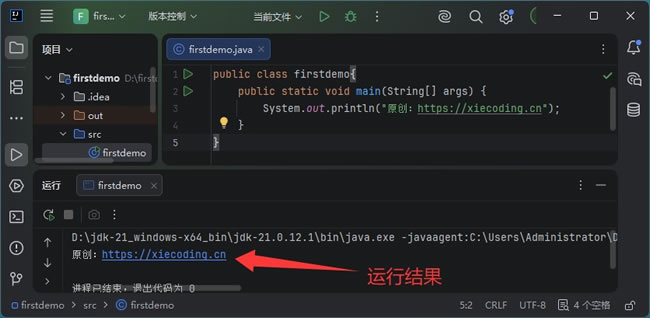 F firs... 版本控制 当前文件
项目 firstdemo.java
firstdemo D:\firstd
.idea
out
src
firstdemo
1 public class firstdemo{
2 public static void main(String[] args) {
3 System.out.println("原创：https://xiecoding.cn");
4 }
5 }
运行 firstdemo
D:\jdk-21_windows-x64_bin\jdk-21.0.12.1\bin\java.exe -javaagent:C:\Users\Administrator\D
原创：https://xiecoding.cn
运行结果
进程已结束，退出代码为 0
firstdemo > src > firstdemo 5:2 CRLF UTF-8 4 个空格